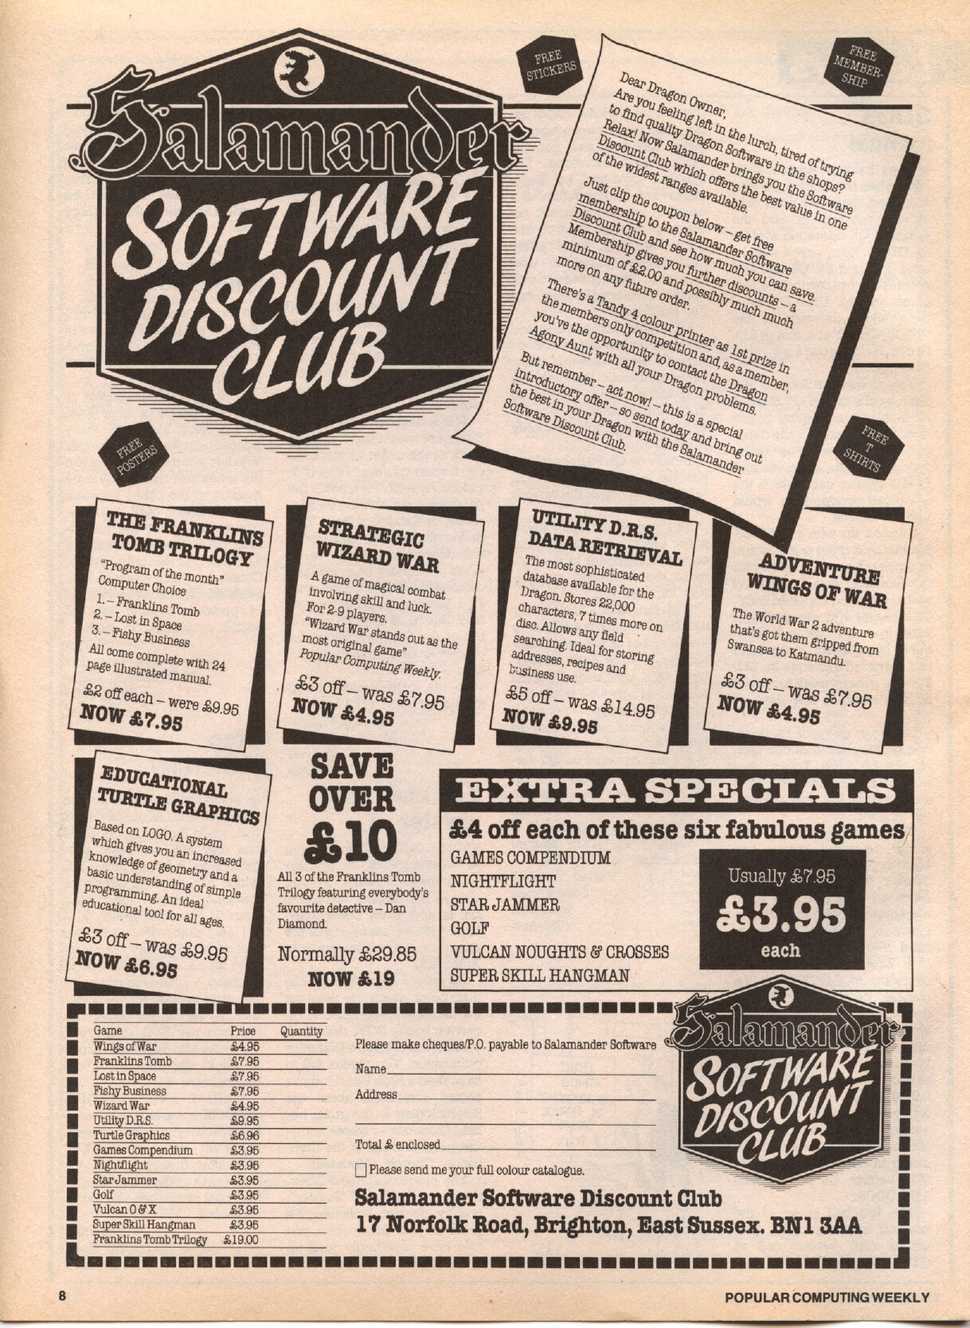 Salamander
SOFTWARE
DISCOUNT
CLUB
FREE
STICKERS
FREE
MEMBER-
SHIP
Dear Dragon Owner,
Are you feeling left in the lurch, tired of trying
to find quality Dragon Software in the shops?
Relax! Now Salamander brings you the Software
Discount Club which offers the best value in one
of the widest ranges available.
Just clip the coupon below – get free
membership to the Salamander Software
Discount Club and see how much you can save.
Membership gives you further discounts – a
minimum of £2.00 and possibly much much
more on any future order.
There's a Tandy 4 colour printer as 1st prize in
the members only competition and, as a member,
you've the opportunity to contact the Dragon
Agony Aunt with all your Dragon problems.
But remember – act now! – this is a special
introductory offer – so send today and bring out
the best in your Dragon with the Salamander
Software Discount Club.
FREE
POSTERS
FREE
T
SHIRTS
THE FRANKLINS
TOMB TRILOGY
"Program of the month"
Computer Choice
1. – Franklins Tomb
2. – Lost in Space
3. – Fishy Business
All come complete with 24
page illustrated manual.
£2 off each – were £9.95
NOW £7.95
STRATEGIC
WIZARD WAR
A game of magical combat
involving skill and luck.
For 2-9 players.
"Wizard War stands out as the
most original game"
Popular Computing Weekly.
£3 off – was £7.95
NOW £4.95
UTILITY D.R.S.
DATA RETRIEVAL
The most sophisticated
database available for the
Dragon. Stores 22,000
characters, 7 times more on
disc. Allows any field
searching. Ideal for storing
addresses, recipes and
business use.
£5 off – was £14.95
NOW £9.95
ADVENTURE
WINGS OF WAR
The World War 2 adventure
that's got them gripped from
Swansea to Katmandu.
£3 off – was £7.95
NOW £4.95
EDUCATIONAL
TURTLE GRAPHICS
Based on LOGO. A system
which gives you an increased
knowledge of geometry and a
basic understanding of simple
programming. An ideal
educational tool for all ages.
£3 off – was £9.95
NOW £6.95
SAVE
OVER
£10
All 3 of the Franklins Tomb
Trilogy featuring everybody's
favourite detective – Dan
Diamond.
Normally £29.85
NOW £19
EXTRA SPECIALS
£4 off each of these six fabulous games
GAMES COMPENDIUM
NIGHTFLIGHT
STAR JAMMER
GOLF
VULCAN NOUGHTS & CROSSES
SUPER SKILL HANGMAN
Usually £7.95
£3.95
each
Game Price Quantity
Wings of War £4.95
Franklins Tomb £7.95
Lost in Space £7.95
Fishy Business £7.95
Wizard War £4.95
Utility D.R.S. £9.95
Turtle Graphics £6.96
Games Compendium £3.95
Nightflight £3.95
Star Jammer £3.95
Golf £3.95
Vulcan O & X £3.95
Super Skill Hangman £3.95
Franklins Tomb Trilogy £19.00
Please make cheques/P.O. payable to Salamander Software
Name
Address
Total £ enclosed
Please send me your full colour catalogue.
Salamander Software Discount Club
17 Norfolk Road, Brighton, East Sussex. BN1 3AA
Salamander
SOFTWARE
DISCOUNT
CLUB
8
POPULAR COMPUTING WEEKLY